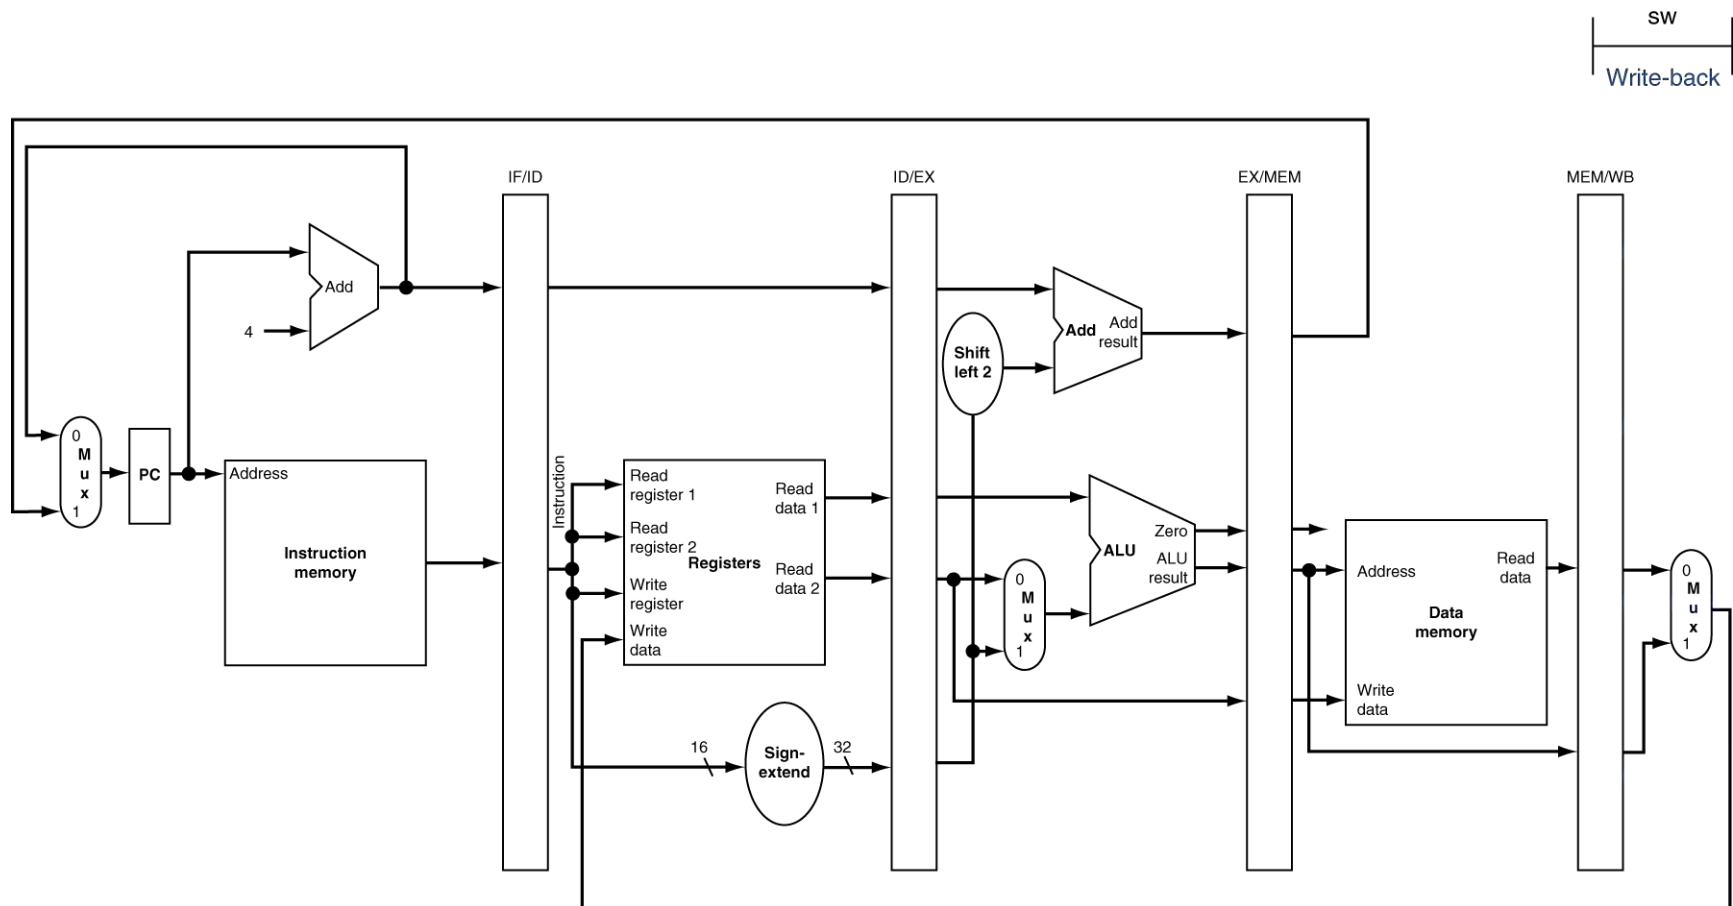 SW
Write-back
IF/ID
ID/EX
EX/MEM
MEM/WB
Add
4
Add
Add
result
Shift
left 2
0
M
u
x
1
PC
Address
Instruction
memory
Instruction
Read
register 1
Read
register 2
Write
register
Write
data
Registers
Read
data 1
Read
data 2
16
Sign-
extend
32
0
M
u
x
1
ALU
Zero
ALU
result
Address
Read
data
Data
memory
Write
data
0
M
u
x
1